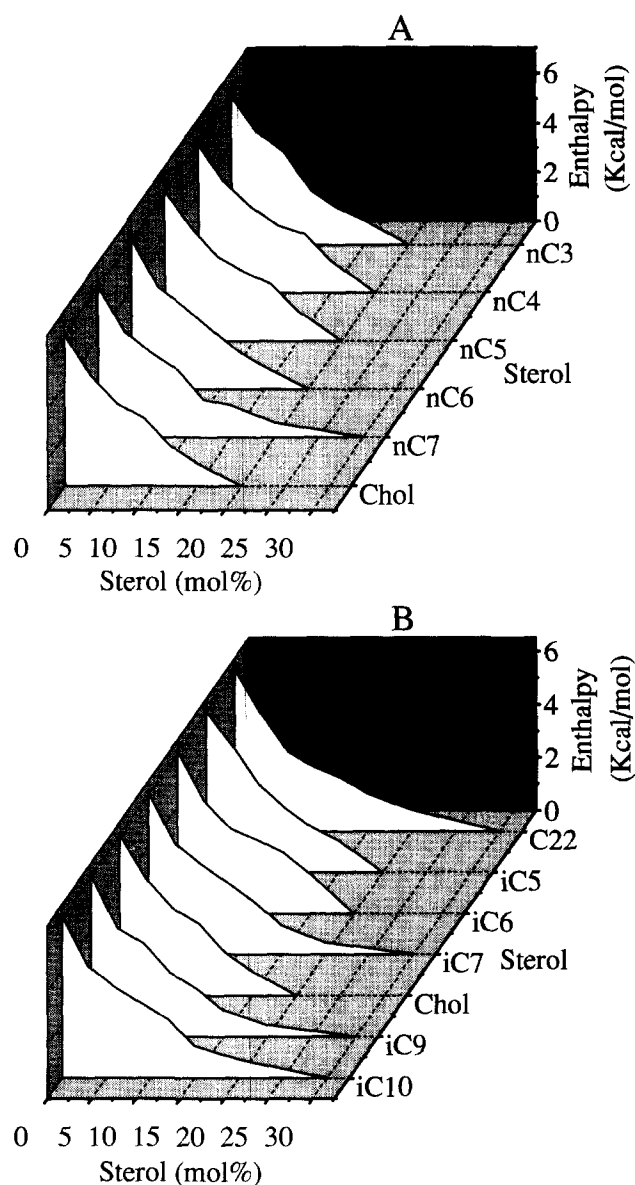 A
6
4
2
0
Enthalpy
(Kcal/mol)
nC3
nC4
nC5
Sterol
nC6
nC7
Chol
0 5 10 15 20 25 30
Sterol (mol%)
B
6
4
2
0
Enthalpy
(Kcal/mol)
C22
iC5
iC6
iC7 Sterol
Chol
iC9
iC10
0 5 10 15 20 25 30
Sterol (mol%)